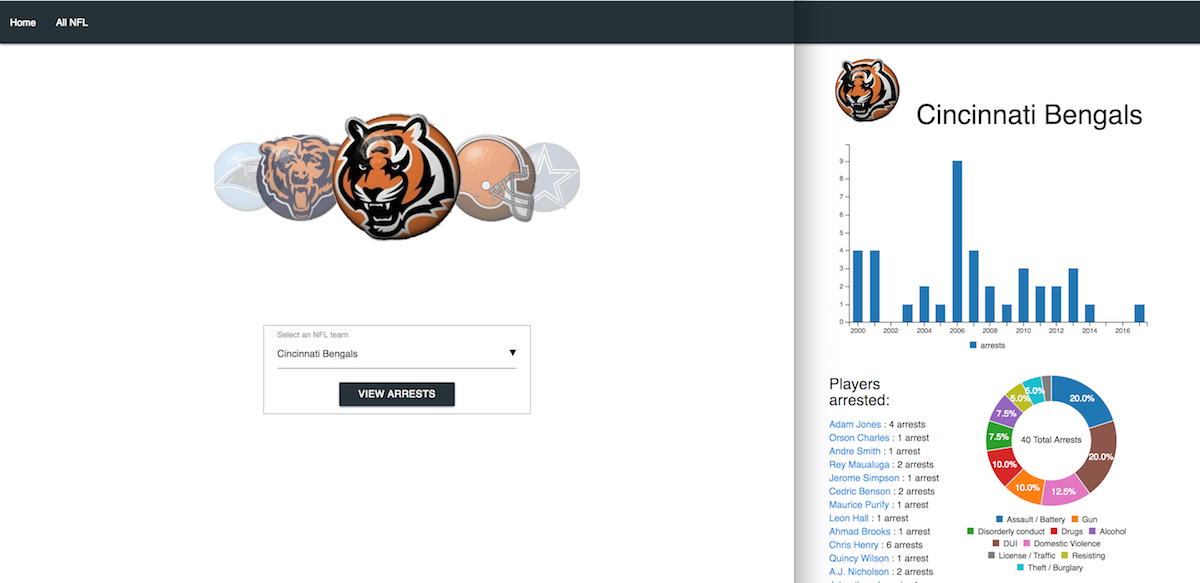 Home All NFL
Select an NFL team
Cincinnati Bengals
VIEW ARRESTS
Cincinnati Bengals
9
8
7
6
5
4
3
2
1
0
2000 2002 2004 2006 2008 2010 2012 2014 2016
arrests
Players
arrested:
Adam Jones : 4 arrests
Orson Charles : 1 arrest
Andre Smith : 1 arrest
Rey Maualuga : 2 arrests
Jerome Simpson : 1 arrest
Cedric Benson : 2 arrests
Maurice Purify : 1 arrest
Leon Hall : 1 arrest
Ahmad Brooks : 1 arrest
Chris Henry : 6 arrests
Quincy Wilson : 1 arrest
A.J. Nicholson : 2 arrests
20.0%
20.0%
12.5%
10.0%
10.0%
7.5%
7.5%
5.0%
5.0%
40 Total Arrests
Assault / Battery Gun
Disorderly conduct Drugs Alcohol
DUI Domestic Violence
License / Traffic Resisting
Theft / Burglary